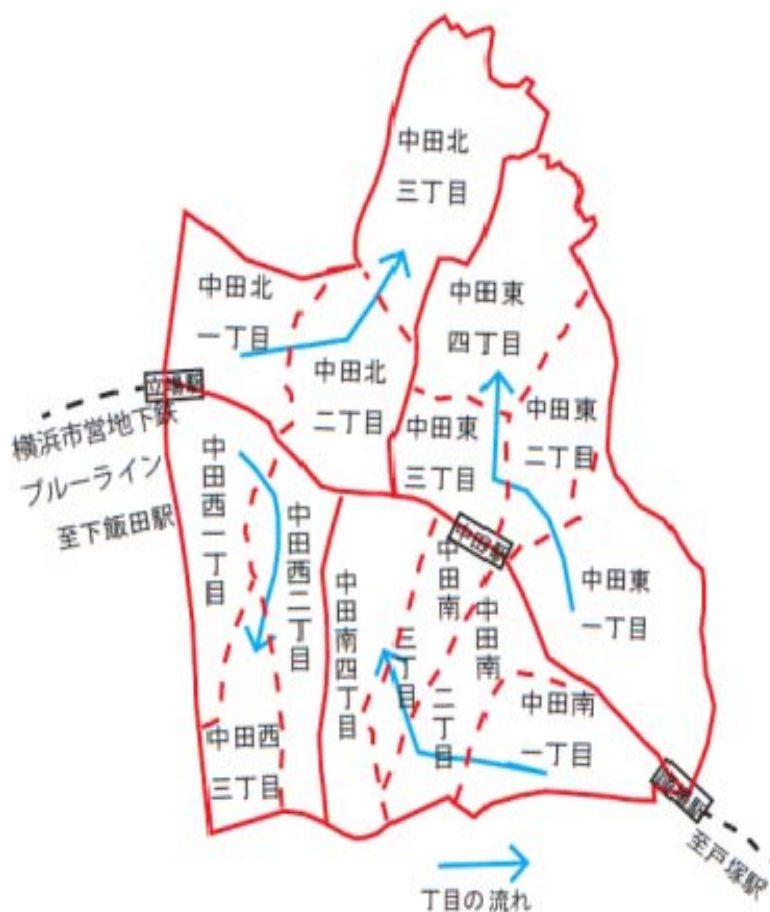 中田北
三丁目
中田北
一丁目
中田東
四丁目
中田北
二丁目
立場駅
中田東
二丁目
中田東
三丁目
横浜市営地下鉄
ブルーライン
至下飯田駅
中田西一丁目
中田西二丁目
中田駅
中田南
三丁目
中田南
二丁目
中田南四丁目
中田東
一丁目
中田南
一丁目
中田西
三丁目
至戸塚駅
丁目の流れ